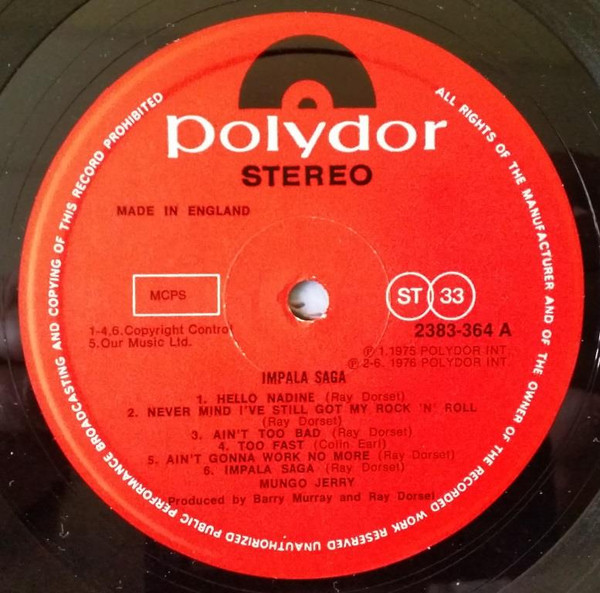 polydor
STEREO
MADE IN ENGLAND
MCPS
ST 33
1-4,6.Copyright Control
5.Our Music Ltd.
2383-364 A
℗ 1.1975 POLYDOR INT.
℗ 2-6. 1976 POLYDOR INT.
IMPALA SAGA
1. HELLO NADINE (Ray Dorset)
2. NEVER MIND I'VE STILL GOT MY ROCK 'N' ROLL
(Ray Dorset)
3. AIN'T TOO BAD (Ray Dorset)
4. TOO FAST (Colin Earl)
5. AIN'T GONNA WORK NO MORE (Ray Dorset)
6. IMPALA SAGA (Ray Dorset)
MUNGO JERRY
Produced by Barry Murray and Ray Dorset
ALL RIGHTS OF THE MANUFACTURER AND OF THE OWNER OF THE RECORDED WORK RESERVED UNAUTHORIZED PUBLIC PERFORMANCE BROADCASTING AND COPYING OF THIS RECORD PROHIBITED